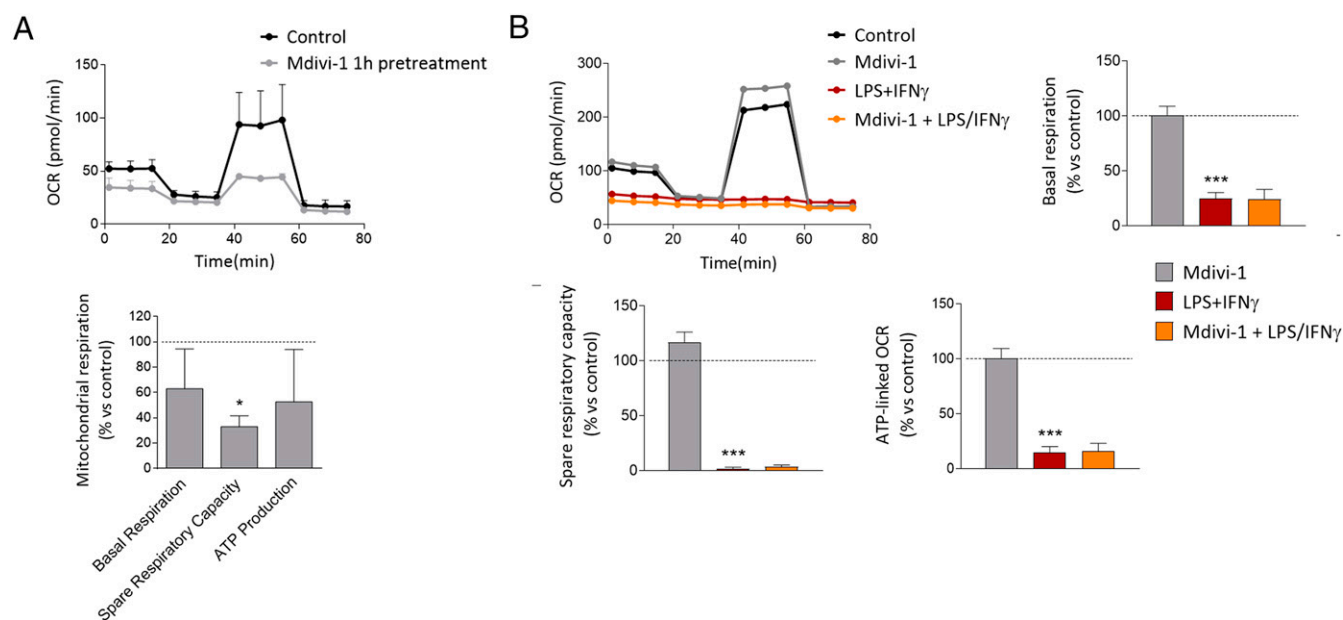 A
Control
Mdivi-1 1h pretreatment
OCR (pmol/min)
150
100
50
0
0 20 40 60 80
Time(min)
Mitochondrial respiration
(% vs control)
120
100
80
60
40
20
0
*
Basal Respiration
Spare Respiratory Capacity
ATP Production
B
Control
Mdivi-1
LPS+IFNγ
Mdivi-1 + LPS/IFNγ
OCR (pmol/min)
300
200
100
0
0 20 40 60 80
Time(min)
Basal respiration
(% vs control)
150
100
50
0
***
Mdivi-1
LPS+IFNγ
Mdivi-1 + LPS/IFNγ
Spare respiratory capacity
(% vs control)
150
100
50
0
***
ATP-linked OCR
(% vs control)
150
100
50
0
***